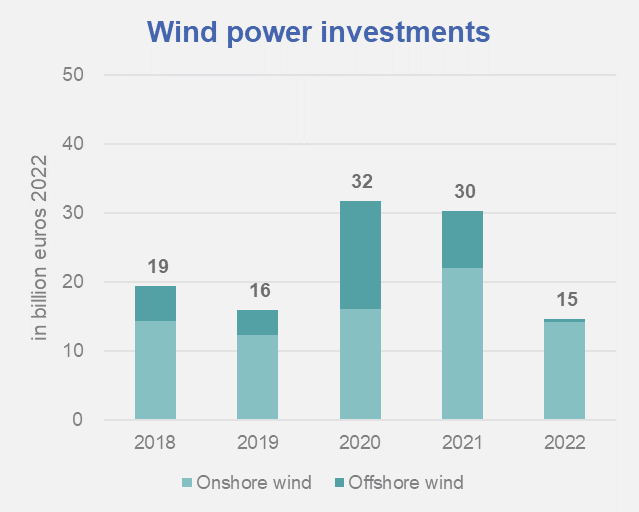 Wind power investments
in billion euros 2022
50
40
30
20
10
0
19
16
32
30
15
2018 2019 2020 2021 2022
Onshore wind Offshore wind